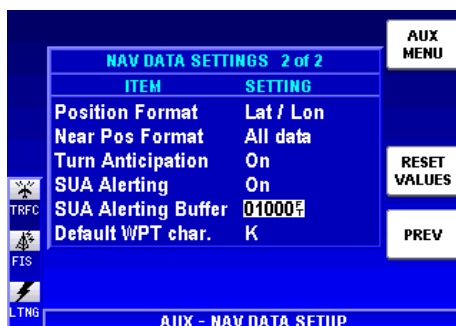 AUX
MENU
NAV DATA SETTINGS 2 of 2
ITEM SETTING
Position Format Lat / Lon
Near Pos Format All data
Turn Anticipation On
SUA Alerting On
SUA Alerting Buffer 01000FT
Default WPT char. K
RESET
VALUES
PREV
TRFC
FIS
LTNG
AUX - NAV DATA SETUP